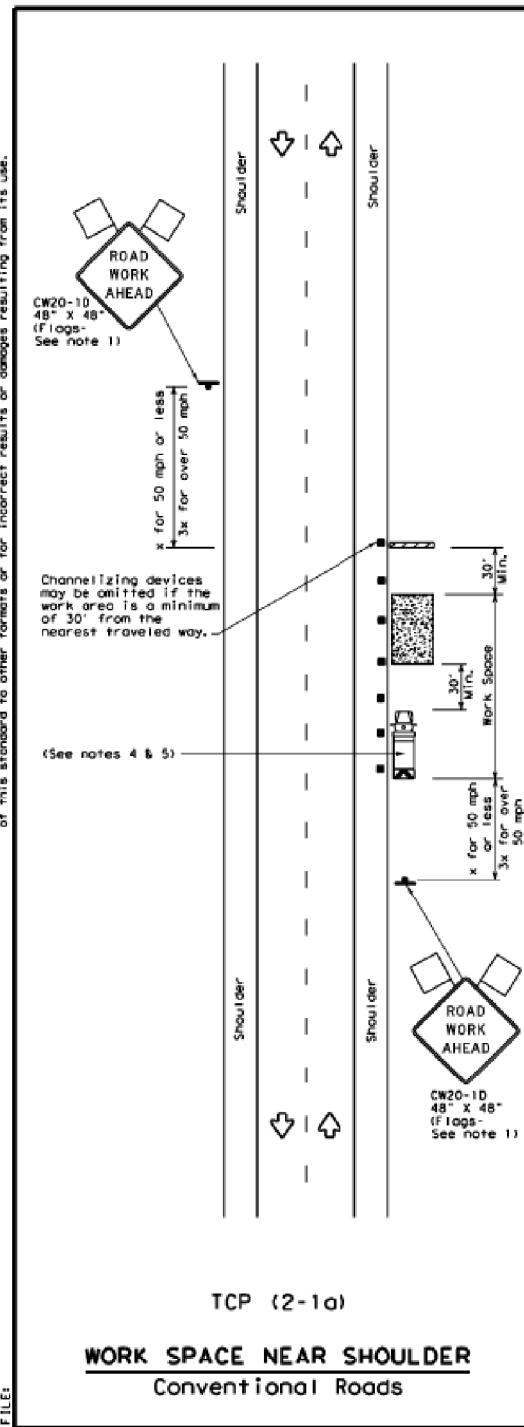 of this standard to other formats or for incorrect results or damages resulting from its use.
FILE:
Shoulder
Shoulder
ROAD
WORK
AHEAD
CW20-1D
48" X 48"
(Flags-
See note 1)
x for 50 mph or less
3x for over 50 mph
Channelizing devices
may be omitted if the
work area is a minimum
of 30' from the
nearest traveled way.
30'
Min.
30'
Min.
Work Space
(See notes 4 & 5)
x for 50 mph
or less
3x for over
50 mph
Shoulder
Shoulder
ROAD
WORK
AHEAD
CW20-1D
48" X 48"
(Flags-
See note 1)
TCP (2-1a)
WORK SPACE NEAR SHOULDER
Conventional Roads